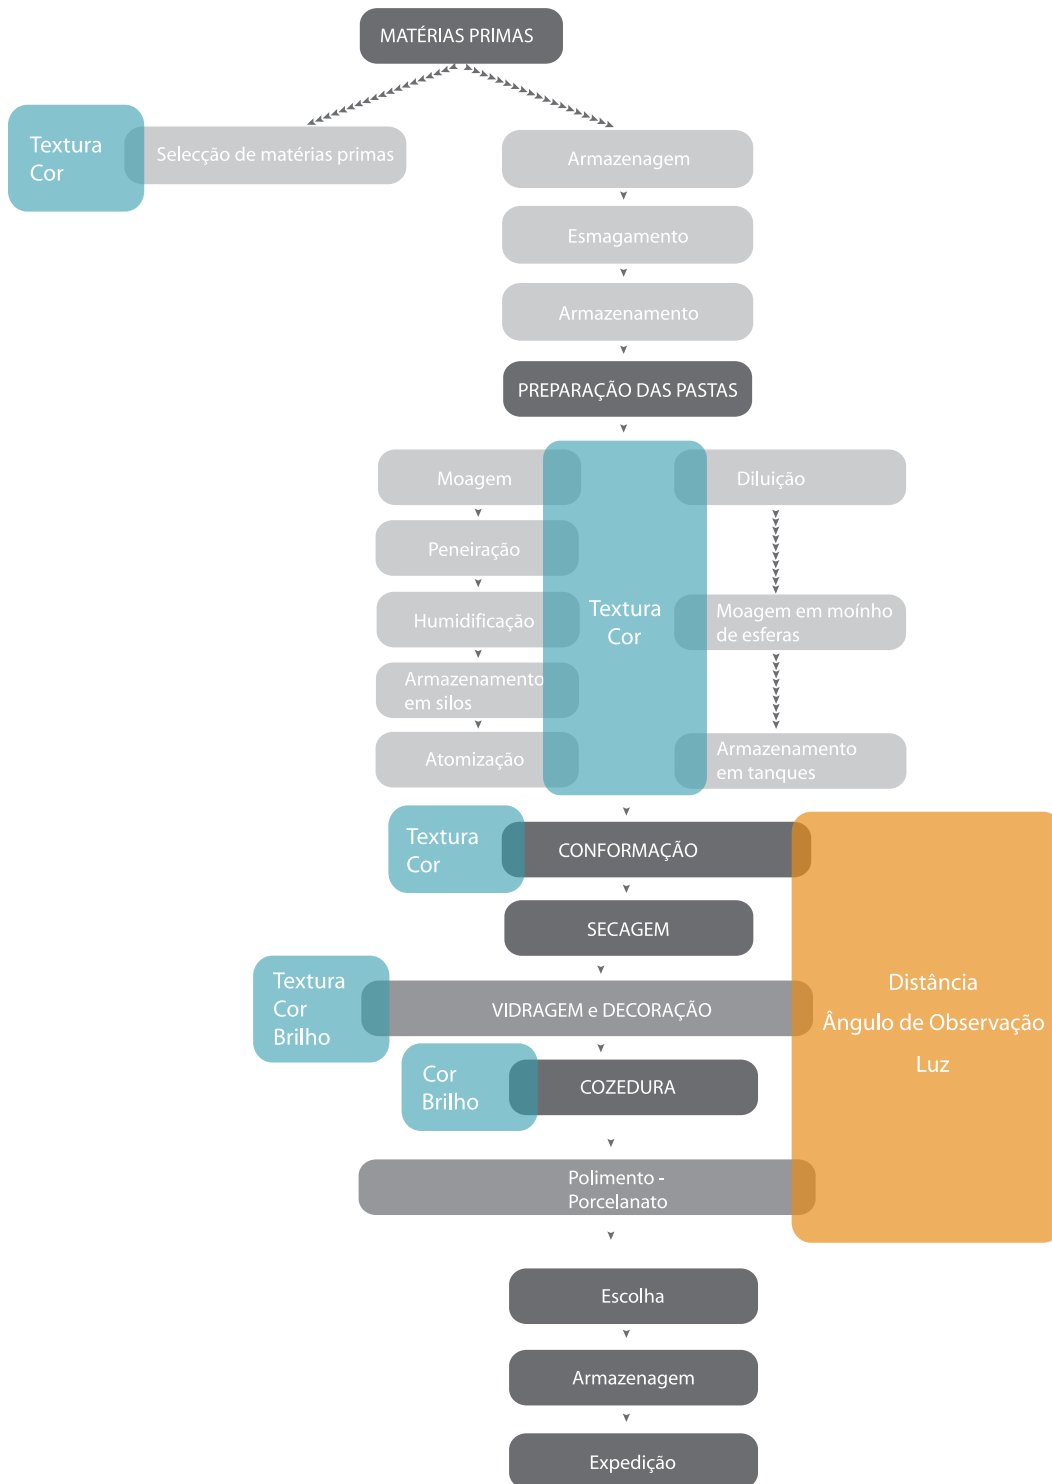 MATÉRIAS PRIMAS
Textura
Cor
Selecção de matérias primas
Armazenagem
Esmagamento
Armazenamento
PREPARAÇÃO DAS PASTAS
Moagem
Peneiração
Humidificação
Armazenamento
em silos
Atomização
Textura
Cor
Diluição
Moagem em moínho
de esferas
Armazenamento
em tanques
Textura
Cor
CONFORMAÇÃO
SECAGEM
Textura
Cor
Brilho
VIDRAGEM e DECORAÇÃO
Cor
Brilho
COZEDURA
Distância
Ângulo de Observação
Luz
Polimento -
Porcelanato
Escolha
Armazenagem
Expedição